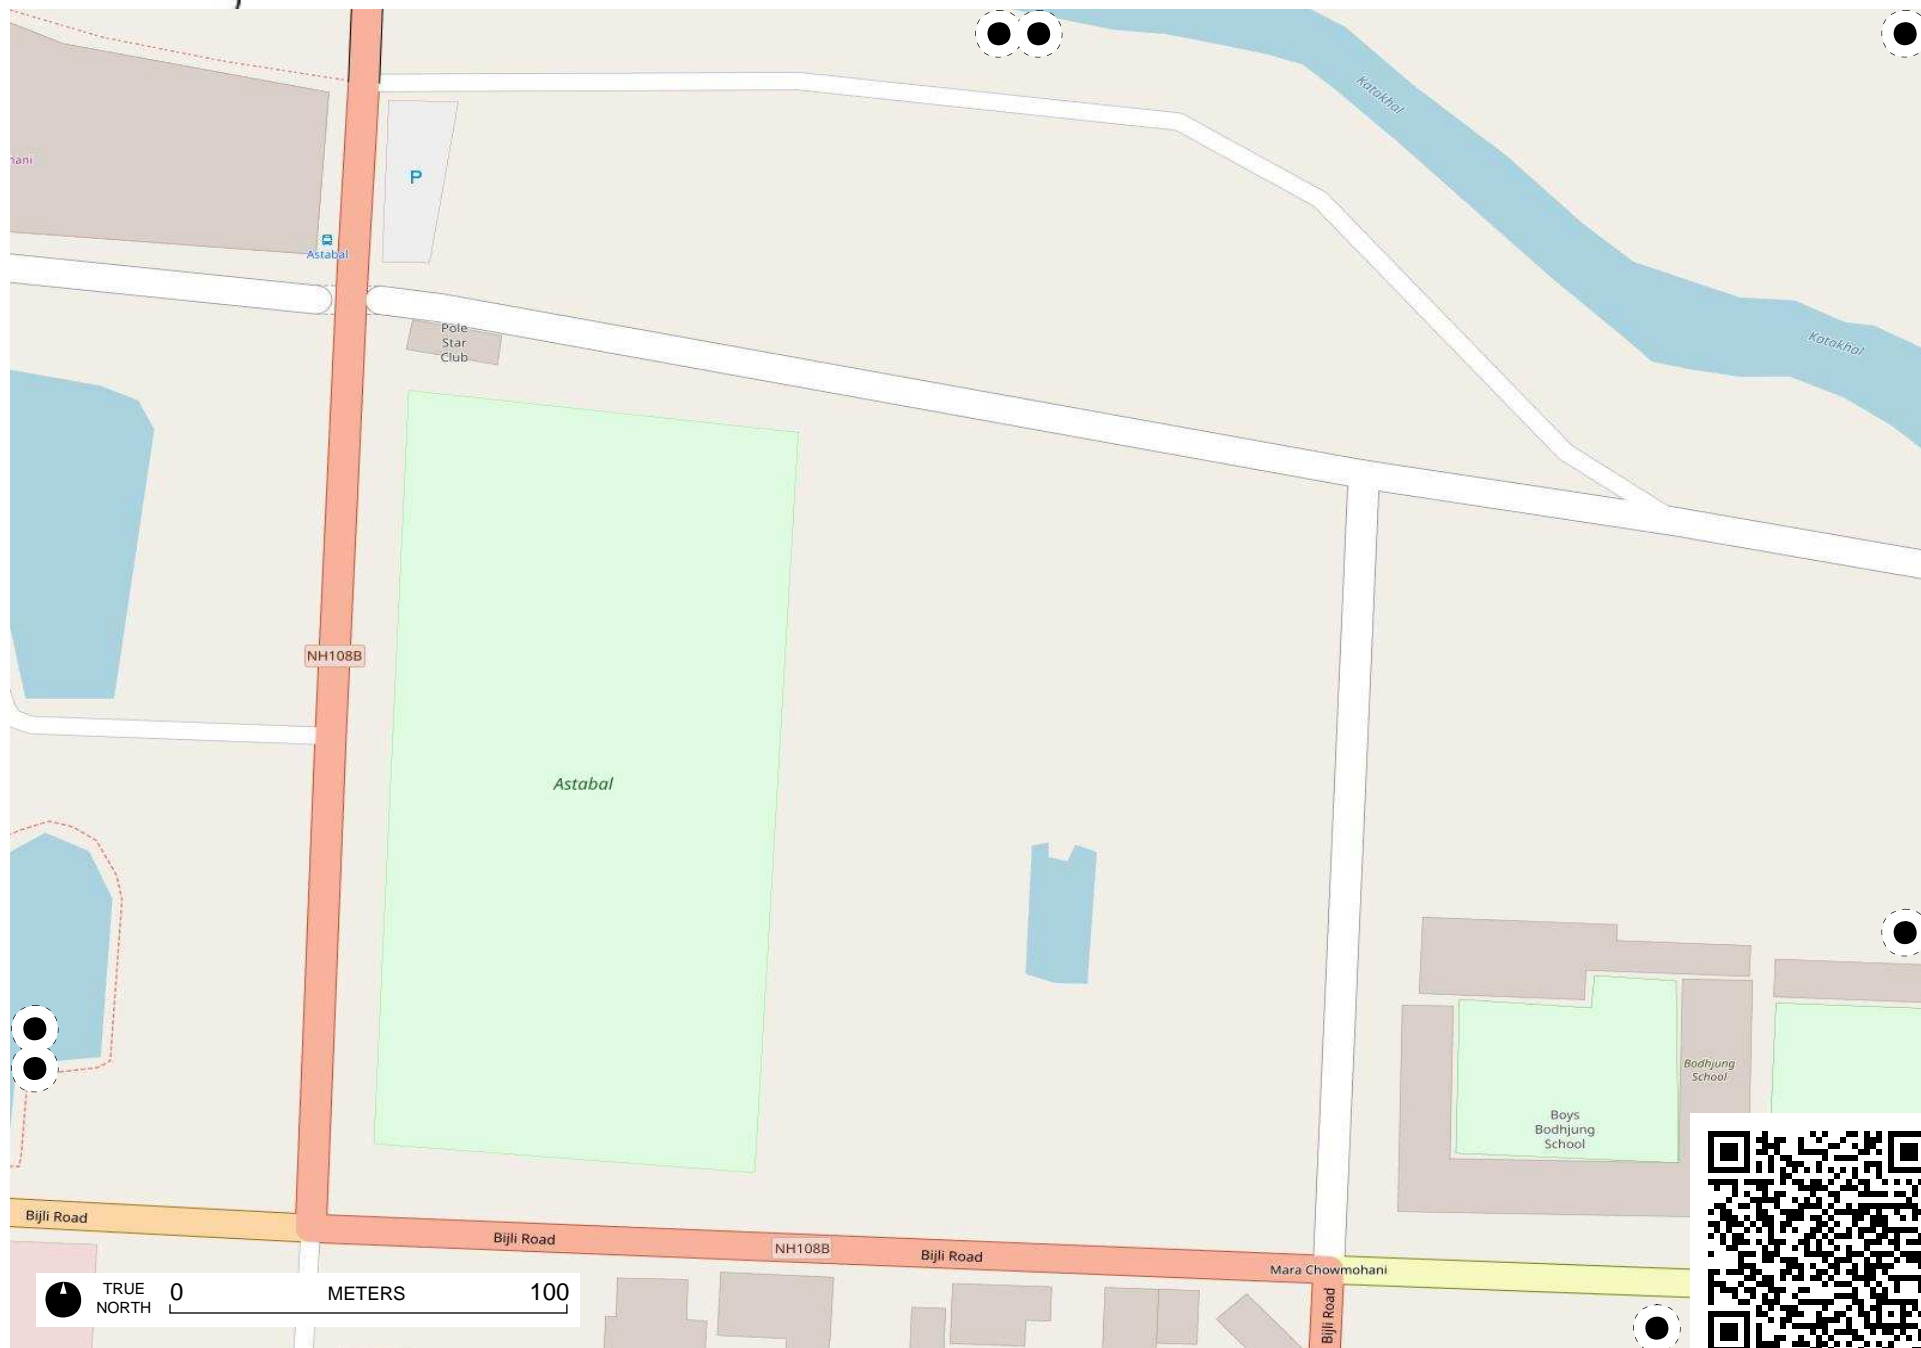 Katakhal
P
Astabal
Pole
Star
Club
Katakhal
NH108B
Astabal
Bodhjung
School
Boys
Bodhjung
School
Bijli Road
Bijli Road
NH108B
Bijli Road
Mara Chowmohani
Bijli Road
TRUE
NORTH
0 METERS 100